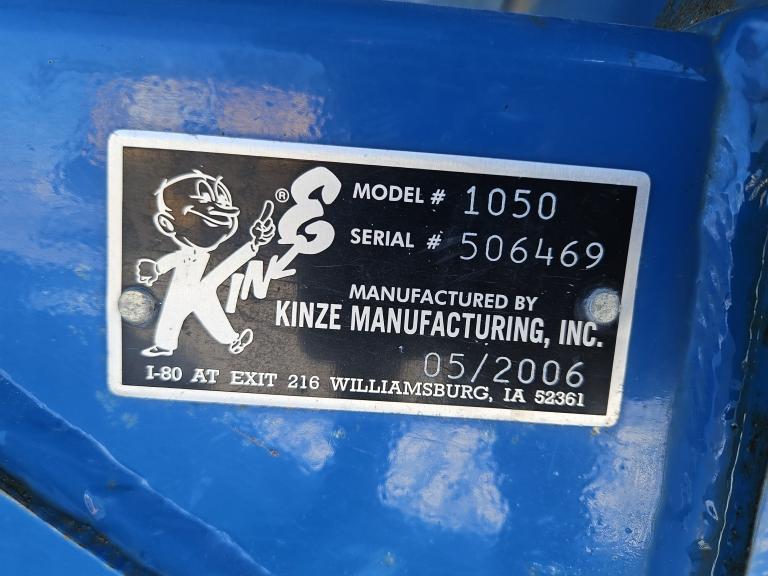 KINZE®
MODEL # 1050
SERIAL # 506469
MANUFACTURED BY
KINZE MANUFACTURING, INC.
05/2006
I-80 AT EXIT 216 WILLIAMSBURG, IA 52361